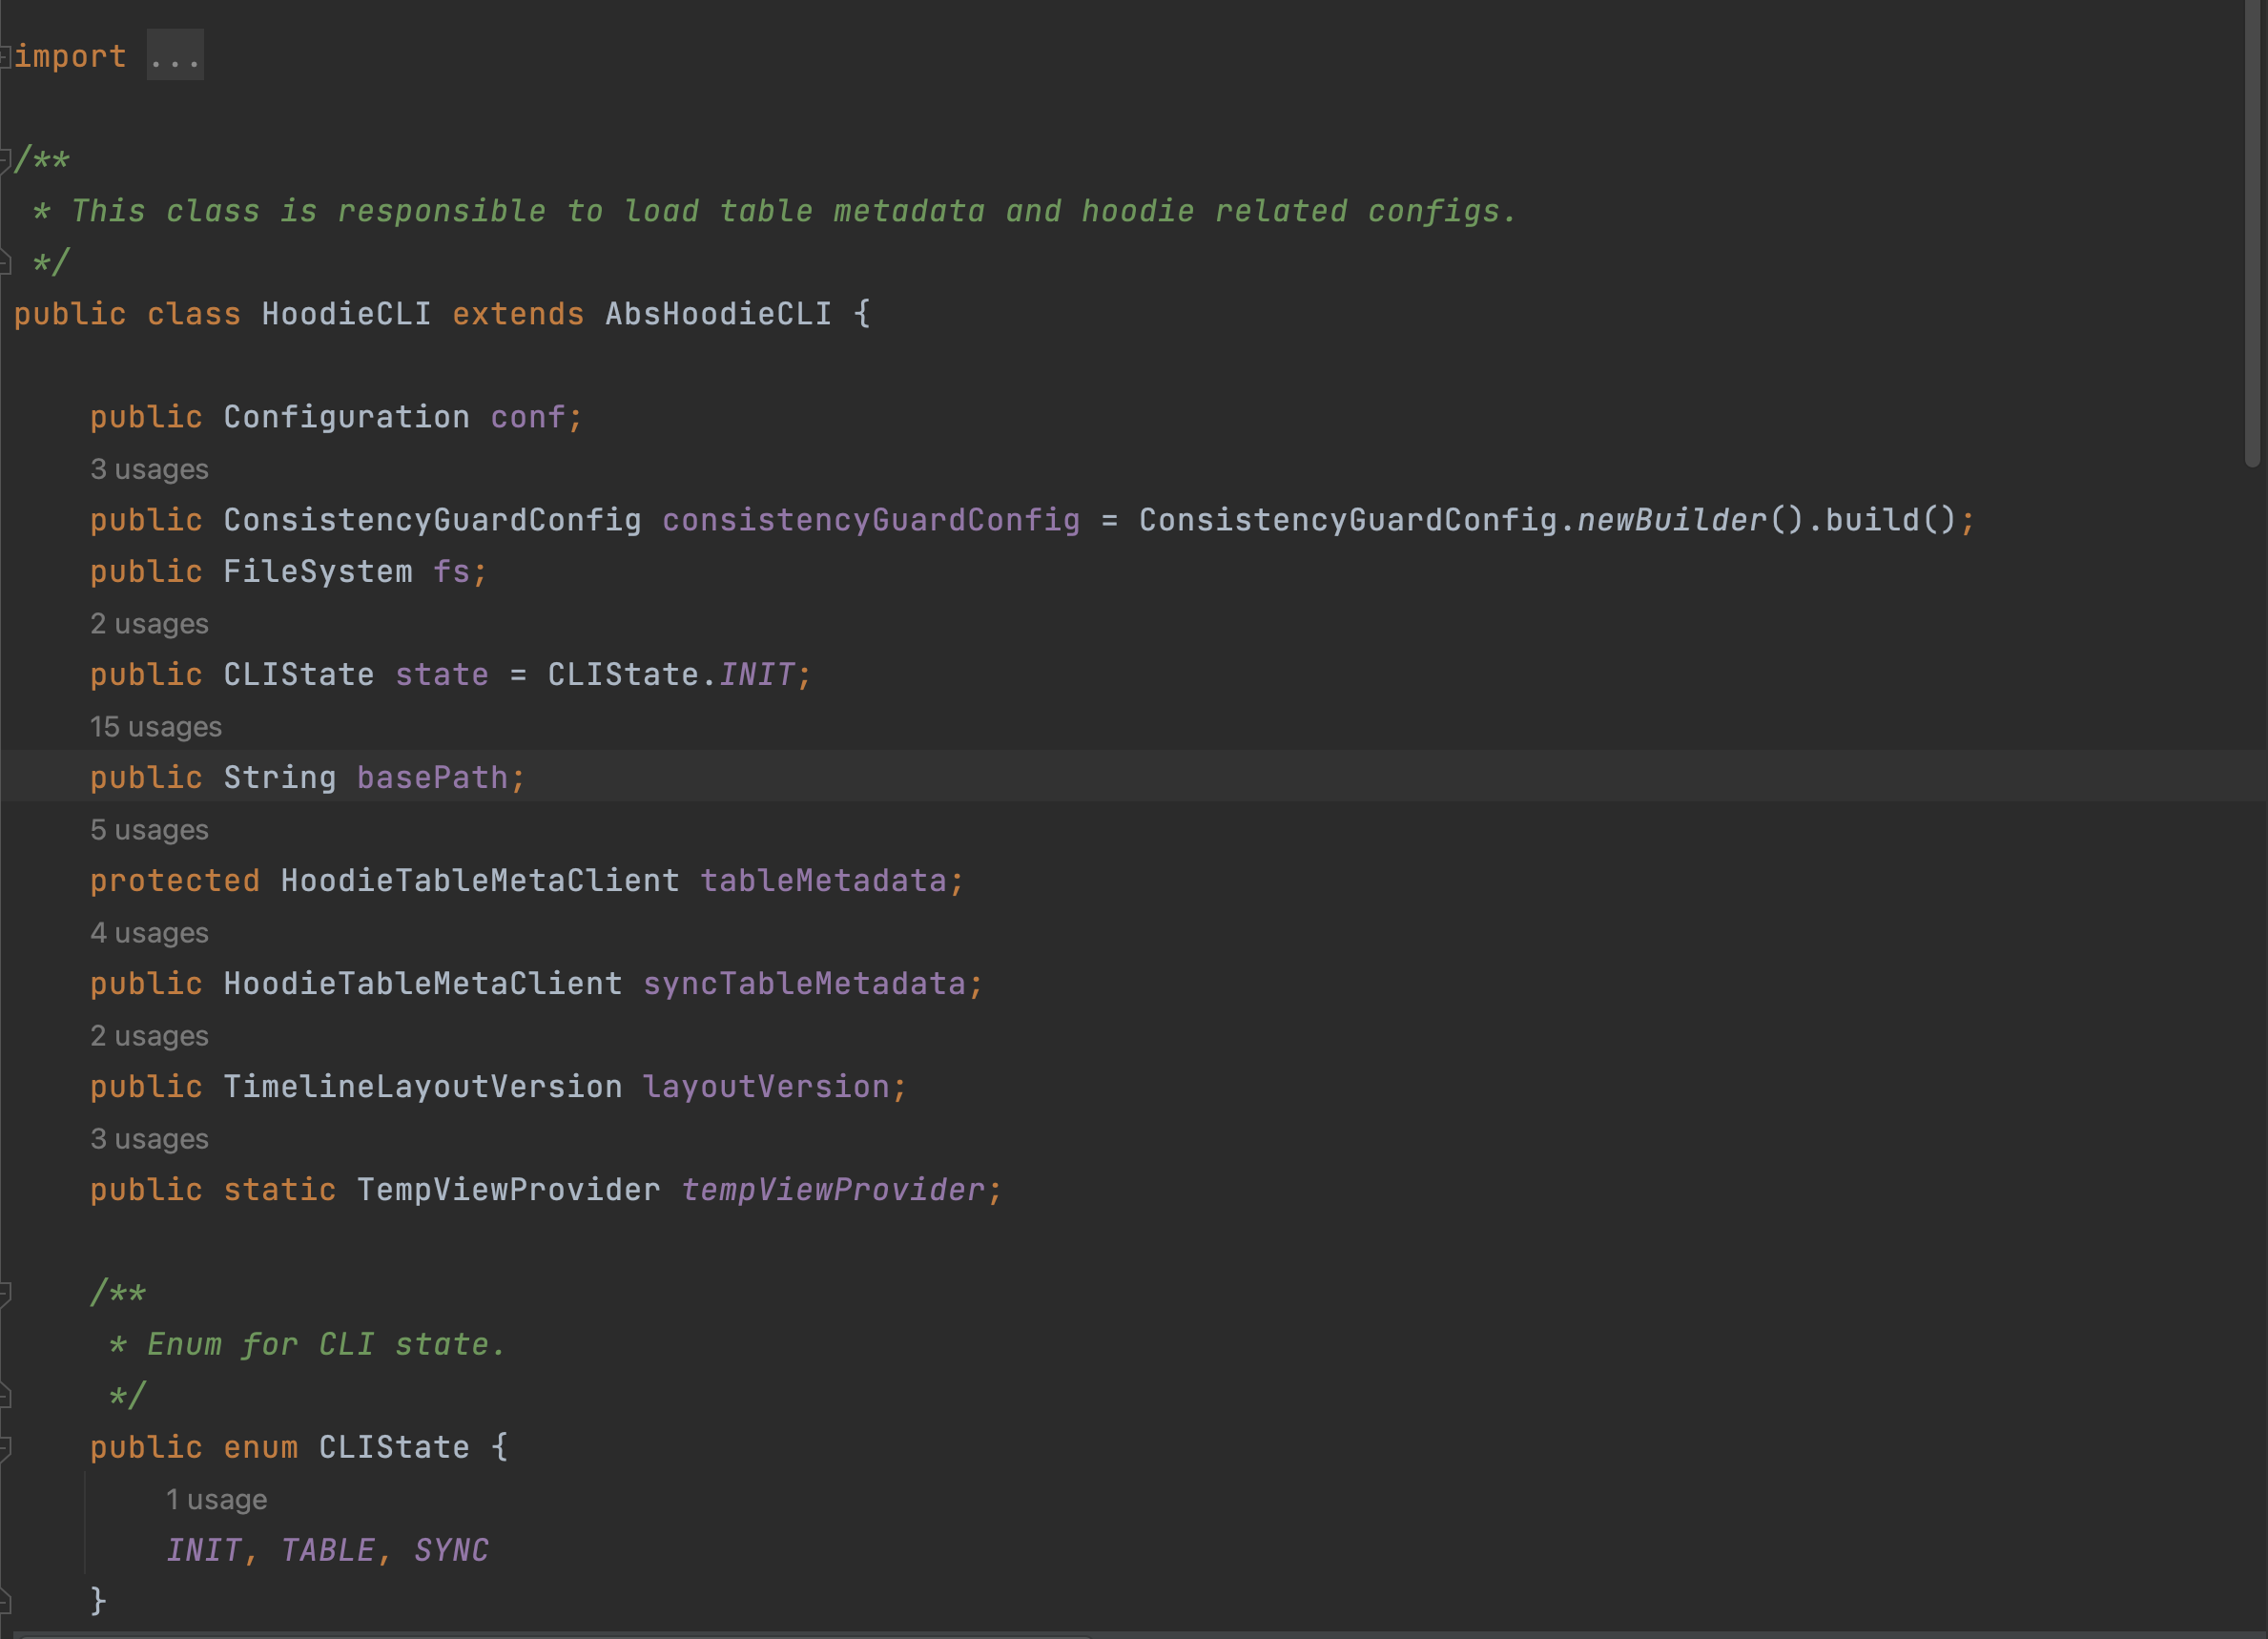 import ...
/**
 * This class is responsible to load table metadata and hoodie related configs.
 */
public class HoodieCLI extends AbsHoodieCLI {
    public Configuration conf;
    3 usages
    public ConsistencyGuardConfig consistencyGuardConfig = ConsistencyGuardConfig.newBuilder().build();
    public FileSystem fs;
    2 usages
    public CLIState state = CLIState.INIT;
    15 usages
    public String basePath;
    5 usages
    protected HoodieTableMetaClient tableMetadata;
    4 usages
    public HoodieTableMetaClient syncTableMetadata;
    2 usages
    public TimelineLayoutVersion layoutVersion;
    3 usages
    public static TempViewProvider tempViewProvider;
    /**
     * Enum for CLI state.
     */
    public enum CLIState {
        1 usage
        INIT, TABLE, SYNC
    }